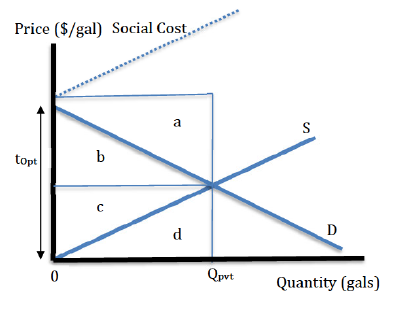 Price ($/gal) Social Cost
a
S
b
tOpt
c
d
D
0
Qpvt
Quantity (gals)